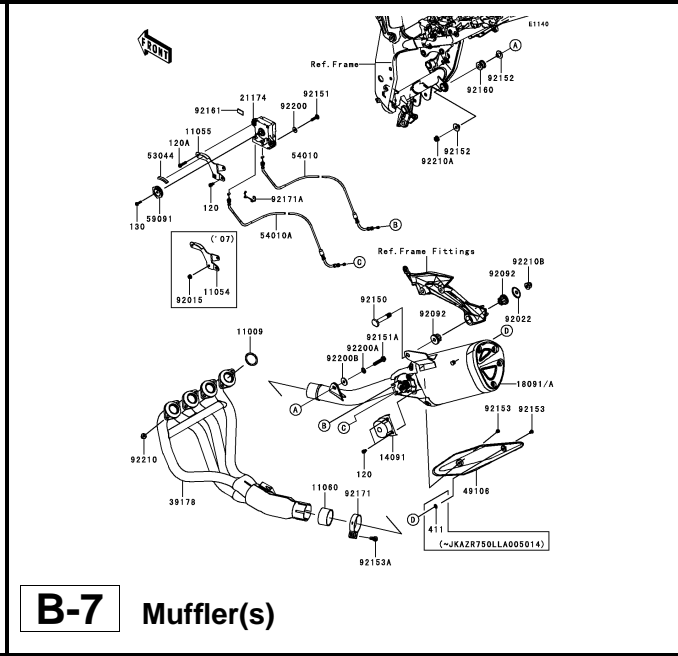 E1140
FRONT
A
Ref.Frame
92152
92160
21174
92151
92161
92200
11055
120A
92152
92210A
53044
54010
92171A
120
59091
130
B
54010A
('07)
C
Ref.Frame Fittings
92210B
92092
92015
11054
92150
92092
92022
11009
92151A
D
92200A
92200B
18091/A
A
B
C
92153
92153
92210
14091
120
39178
11060
92171
49106
D
411
(~JKAZR750LLA005014)
92153A
B-7 Muffler(s)